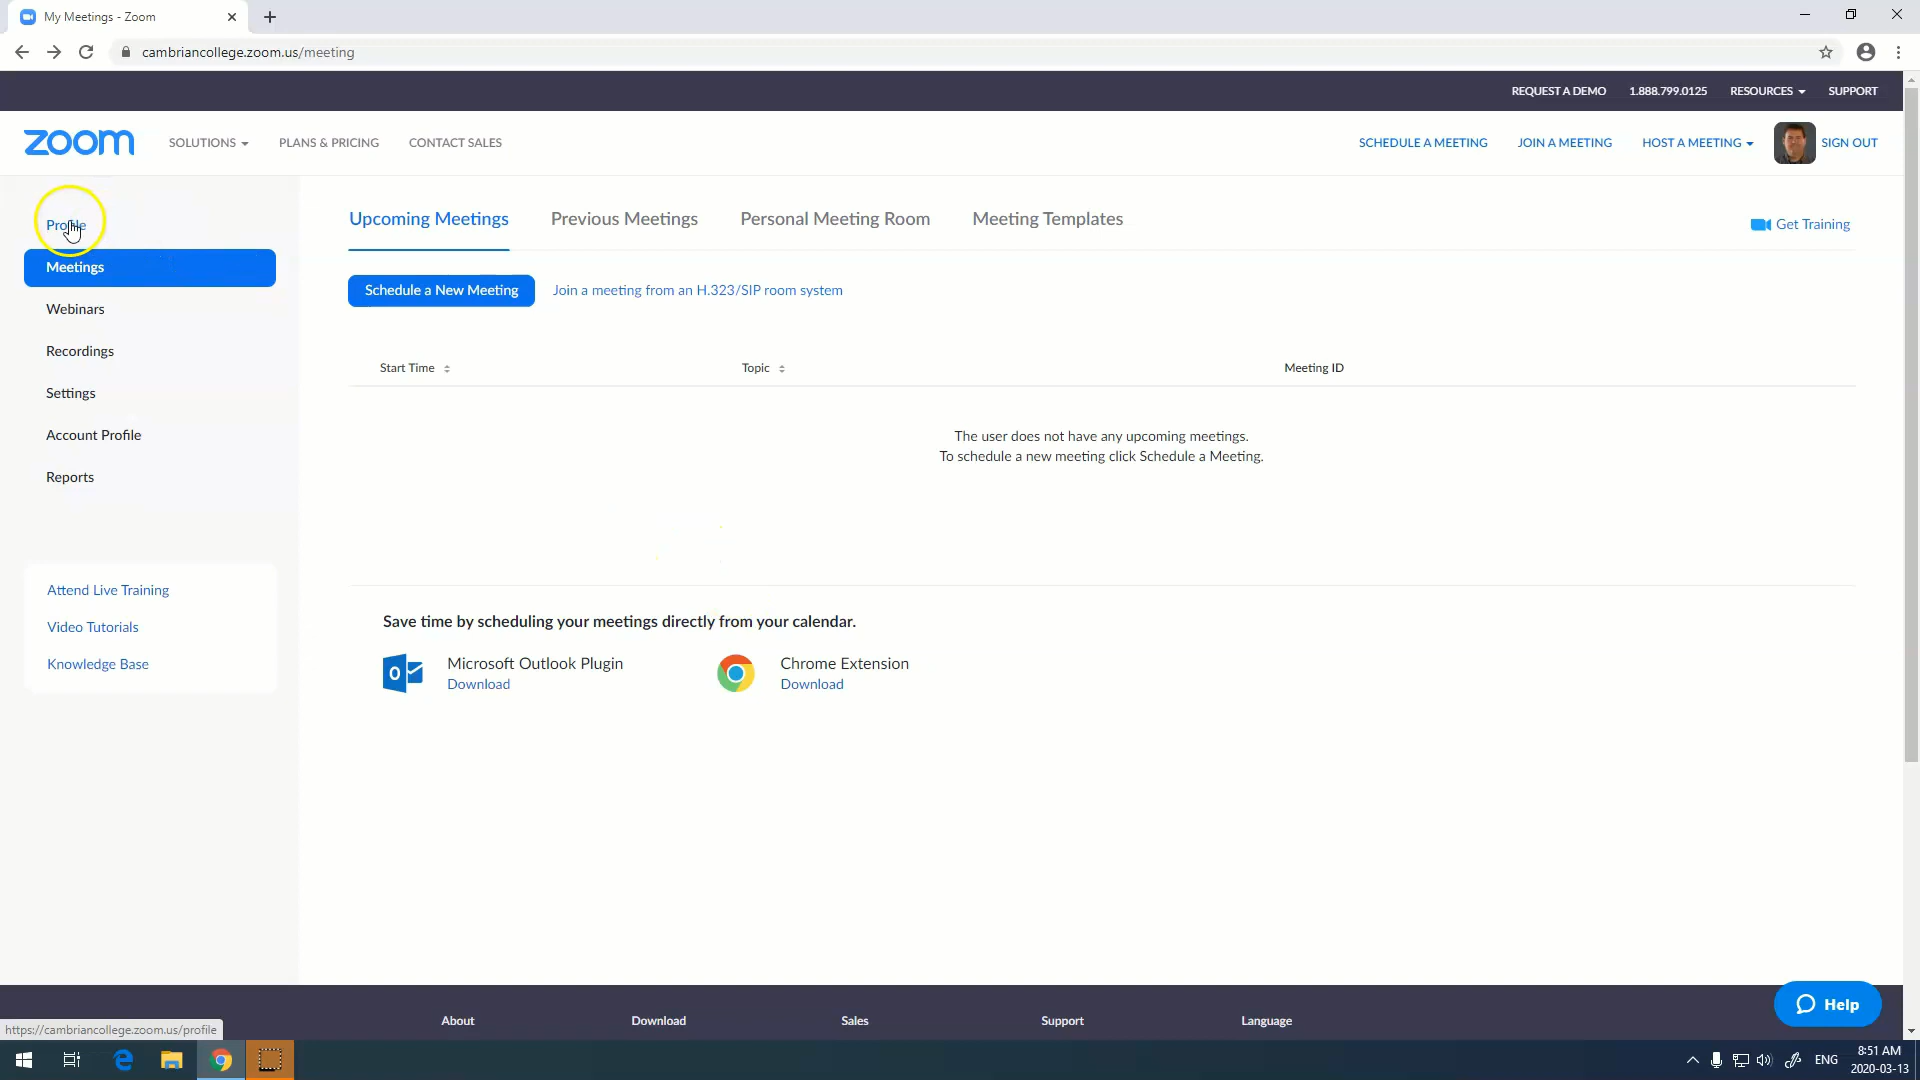 My Meetings - Zoom
cambriancollege.zoom.us/meeting
REQUEST A DEMO 1.888.799.0125 RESOURCES SUPPORT
zoom SOLUTIONS PLANS & PRICING CONTACT SALES SCHEDULE A MEETING JOIN A MEETING HOST A MEETING SIGN OUT
Profile
Meetings
Webinars
Recordings
Settings
Account Profile
Reports
Attend Live Training
Video Tutorials
Knowledge Base
Upcoming Meetings Previous Meetings Personal Meeting Room Meeting Templates Get Training
Schedule a New Meeting Join a meeting from an H.323/SIP room system
Start Time Topic Meeting ID
The user does not have any upcoming meetings.
To schedule a new meeting click Schedule a Meeting.
Save time by scheduling your meetings directly from your calendar.
Microsoft Outlook Plugin
Download
Chrome Extension
Download
About Download Sales Support Language
Help
https://cambriancollege.zoom.us/profile
ENG
8:51 AM
2020-03-13